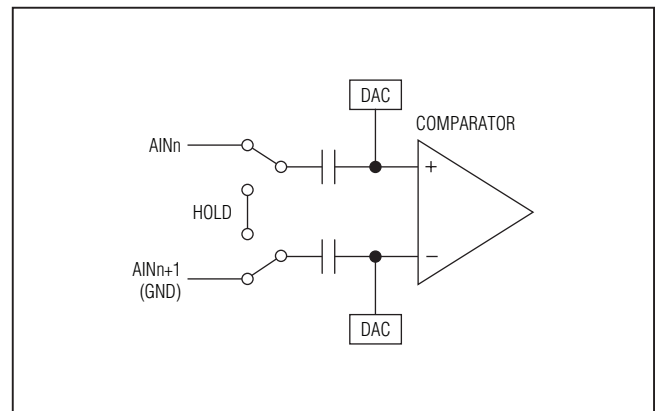 DAC
COMPARATOR
AINn
+
HOLD
AINn+1
(GND)
−
DAC